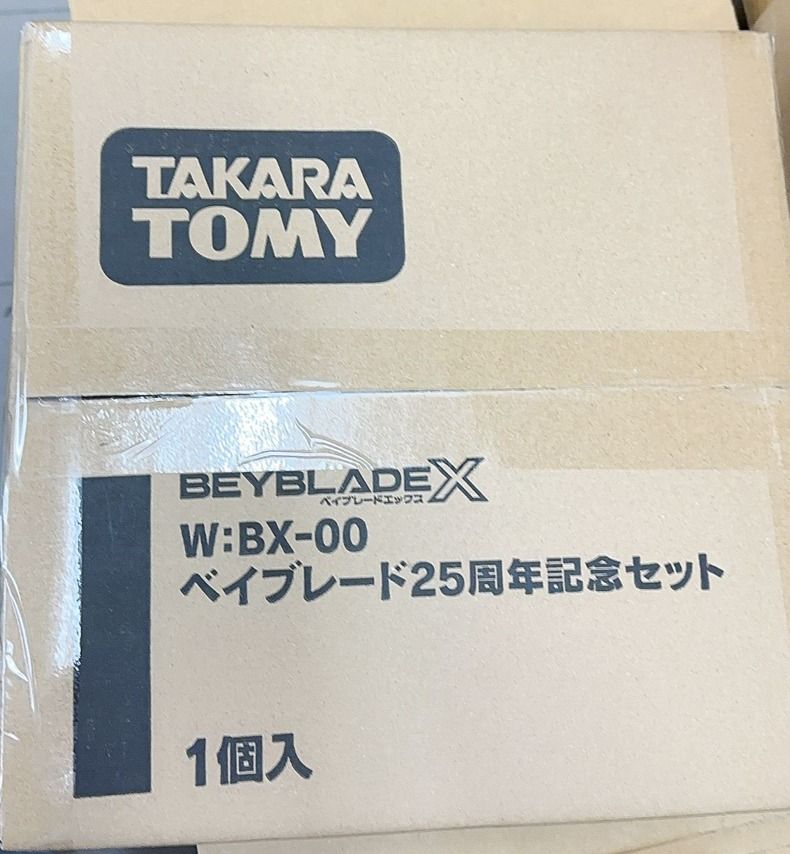 TAKARA
TOMY
BEYBLADE X
ベイブレードエックス
W:BX-00
ベイブレード25周年記念セット
1個入